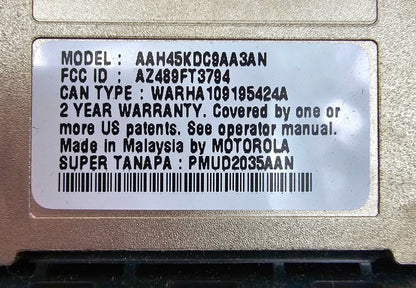 MODEL : AAH45KDC9AA3AN
FCC ID : AZ489FT3794
CAN TYPE : WARHA109195424A
2 YEAR WARRANTY. Covered by one or
more US patents. See operator manual.
Made in Malaysia by MOTOROLA
SUPER TANAPA : PMUD2035AAN